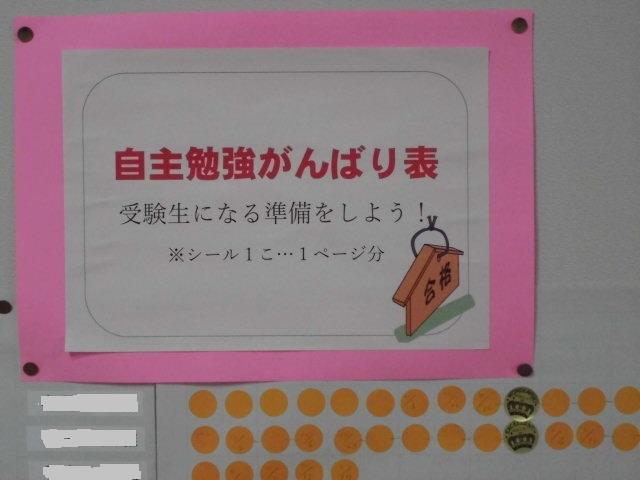 自主勉強がんばり表
受験生になる準備をしよう!
※シール1こ…1ページ分
合格